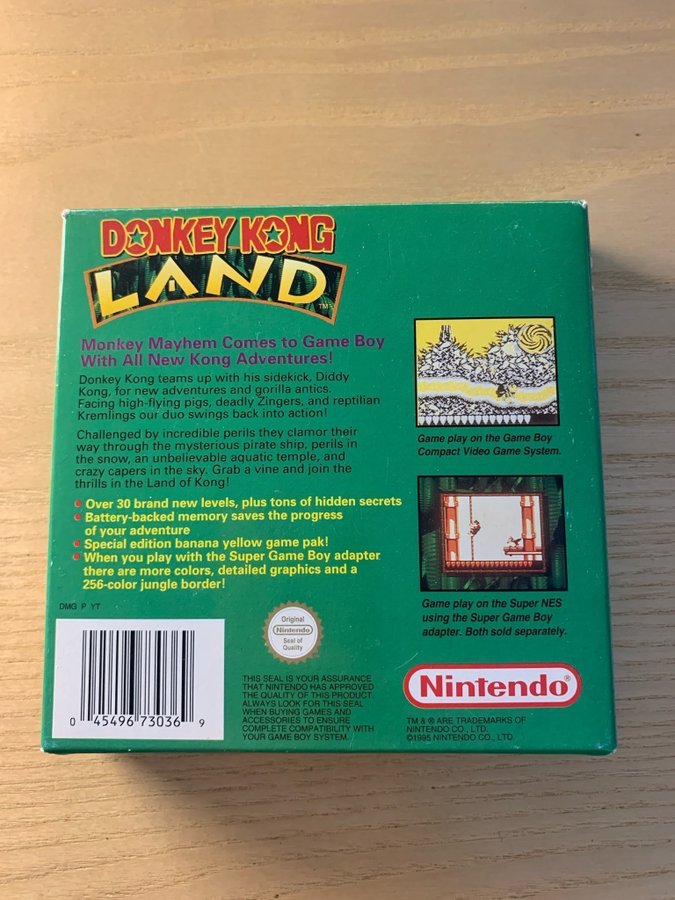 DONKEY KONG
LAND™
Monkey Mayhem Comes to Game Boy
With All New Kong Adventures!
Donkey Kong teams up with his sidekick, Diddy
Kong, for new adventures and gorilla antics.
Facing high-flying pigs, deadly Zingers, and reptilian
Kremlings our duo swings back into action!
Challenged by incredible perils they clamor their
way through the mysterious pirate ship, perils in
the snow, an unbelievable aquatic temple, and
crazy capers in the sky. Grab a vine and join the
thrills in the Land of Kong!
• Over 30 brand new levels, plus tons of hidden secrets
• Battery-backed memory saves the progress
of your adventure
• Special edition banana yellow game pak!
• When you play with the Super Game Boy adapter
there are more colors, detailed graphics and a
256-color jungle border!
Game play on the Game Boy
Compact Video Game System.
Game play on the Super NES
using the Super Game Boy
adapter. Both sold separately.
DMG P YT
0 45496 73036 9
Original
Nintendo
Seal of
Quality
THIS SEAL IS YOUR ASSURANCE
THAT NINTENDO HAS APPROVED
THE QUALITY OF THIS PRODUCT.
ALWAYS LOOK FOR THIS SEAL
WHEN BUYING GAMES AND
ACCESSORIES TO ENSURE
COMPLETE COMPATIBILITY WITH
YOUR GAME BOY SYSTEM.
Nintendo®
TM & ® ARE TRADEMARKS OF
NINTENDO CO., LTD.
©1995 NINTENDO CO., LTD.